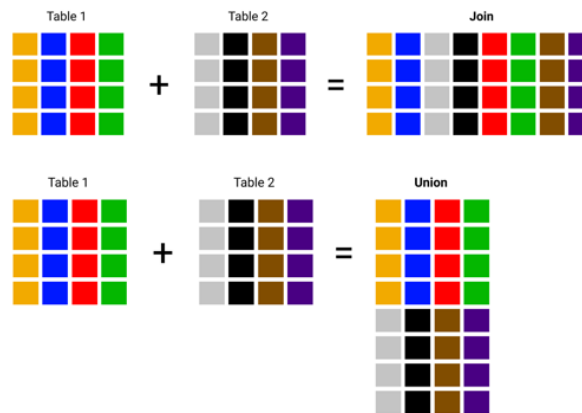 Table 1
Table 2
Join
+
=
Table 1
Table 2
Union
+
=